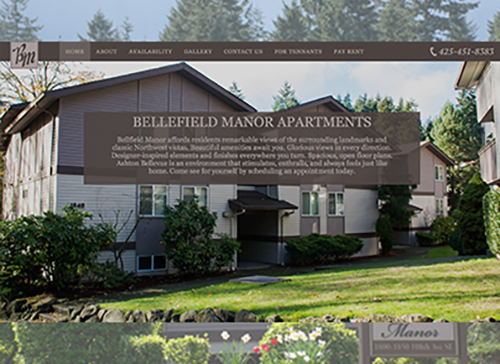 BM
HOME ABOUT AVAILABILITY GALLERY CONTACT US FOR TENNANTS PAY RENT 425-451-8383
BELLEFIELD MANOR APARTMENTS
Bellfield Manor affords residents remarkable views of the surrounding landmarks and
classic Northwest vistas. Beautiful amenities await you. Glorious views in every direction.
Designer-inspired elements and finishes everywhere you turn. Spacious, open floor plans.
Ashton Bellevue is an environment that stimulates, enthralls, and always feels just like
home. Come see for yourself by scheduling an appointment today.
Manor